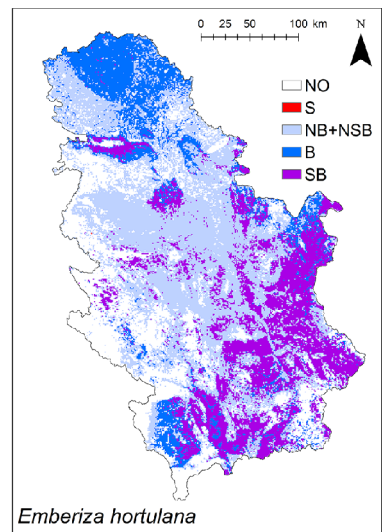 0 25 50 100 km
N
NO
S
NB+NSB
B
SB
Emberiza hortulana